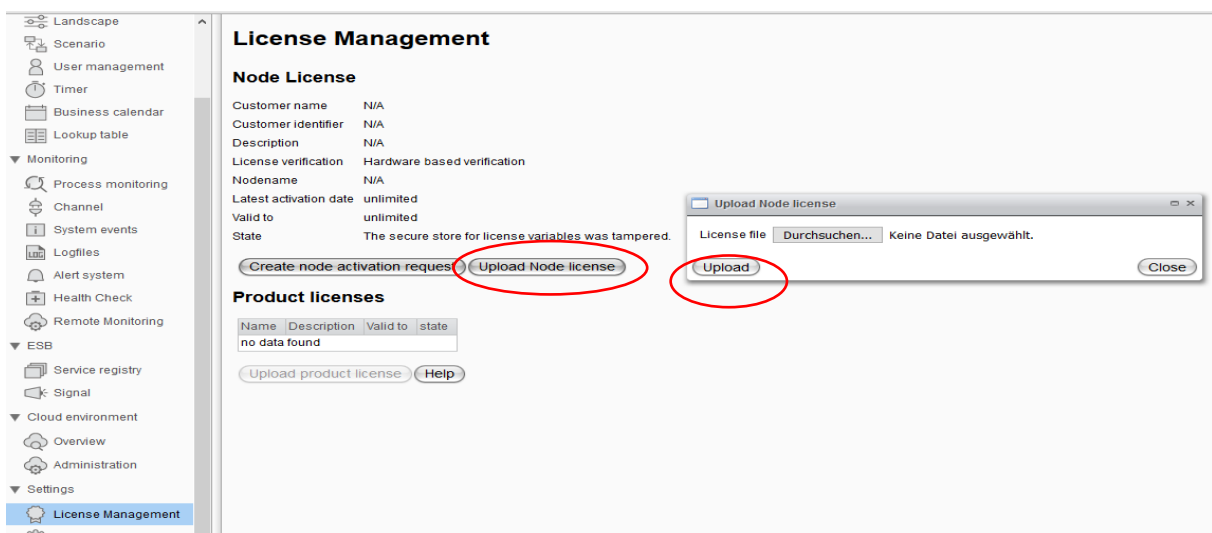 Landscape
Scenario
User management
Timer
Business calendar
Lookup table
Monitoring
Process monitoring
Channel
System events
Logfiles
Alert system
Health Check
Remote Monitoring
ESB
Service registry
Signal
Cloud environment
Overview
Administration
Settings
License Management
License Management
Node License
Customer name N/A
Customer identifier N/A
Description N/A
License verification Hardware based verification
Nodename N/A
Latest activation date unlimited
Valid to unlimited
State The secure store for license variables was tampered.
Create node activation request Upload Node license
Product licenses
Name Description Valid to state
no data found
Upload product license Help
Upload Node license
License file Durchsuchen... Keine Datei ausgewählt.
Upload Close